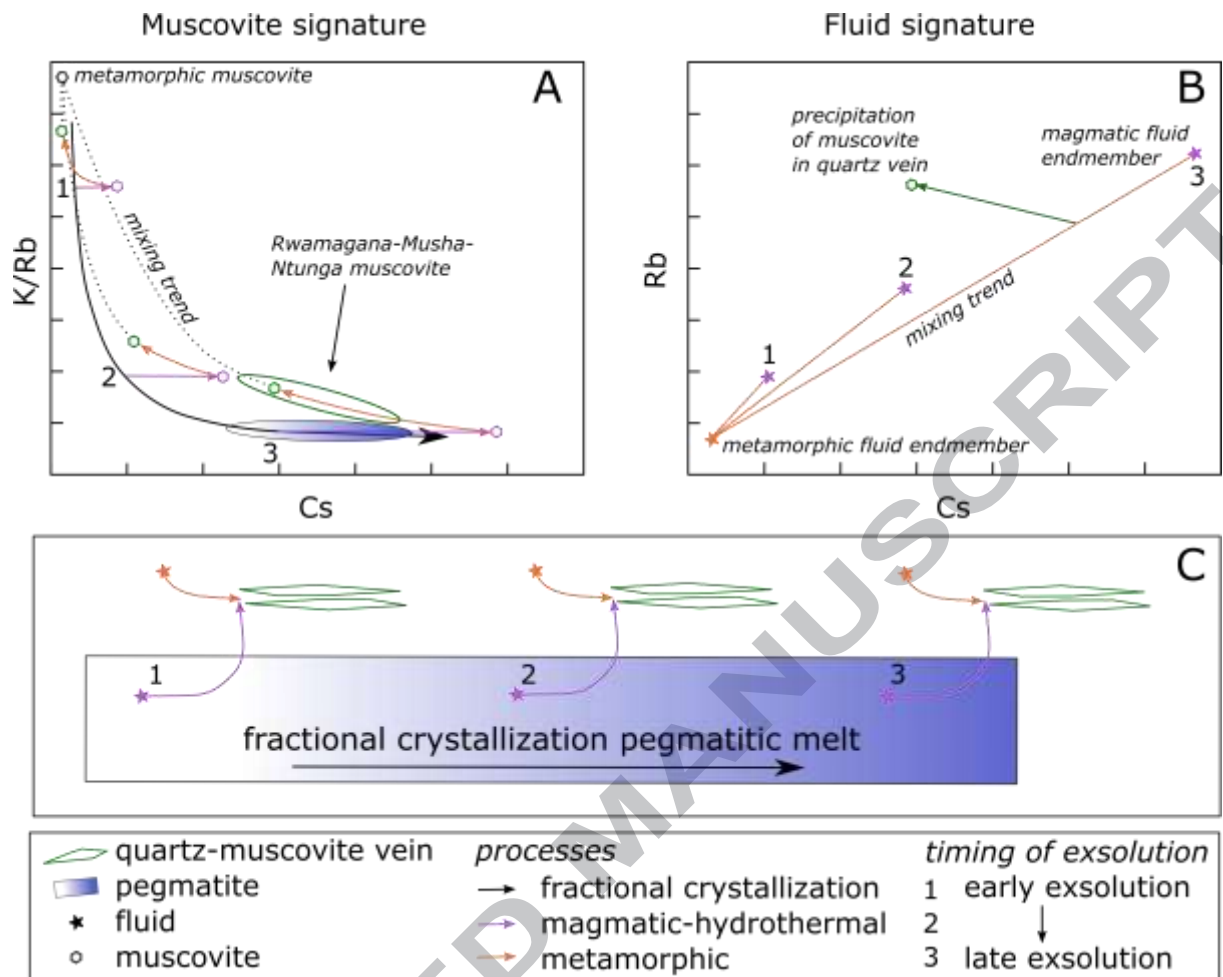 Muscovite signature
Fluid signature
metamorphic muscovite
A
1
mixing trend
Rwamagana-Musha-
Ntunga muscovite
2
3
K/Rb
Cs
B
precipitation
of muscovite
in quartz vein
magmatic fluid
endmember
3
2
1
mixing trend
metamorphic fluid endmember
Rb
Cs
C
1
2
3
fractional crystallization pegmatitic melt
quartz-muscovite vein
pegmatite
fluid
muscovite
processes
fractional crystallization
magmatic-hydrothermal
metamorphic
timing of exsolution
1 early exsolution
2
3 late exsolution
ED MANUSCRIPT